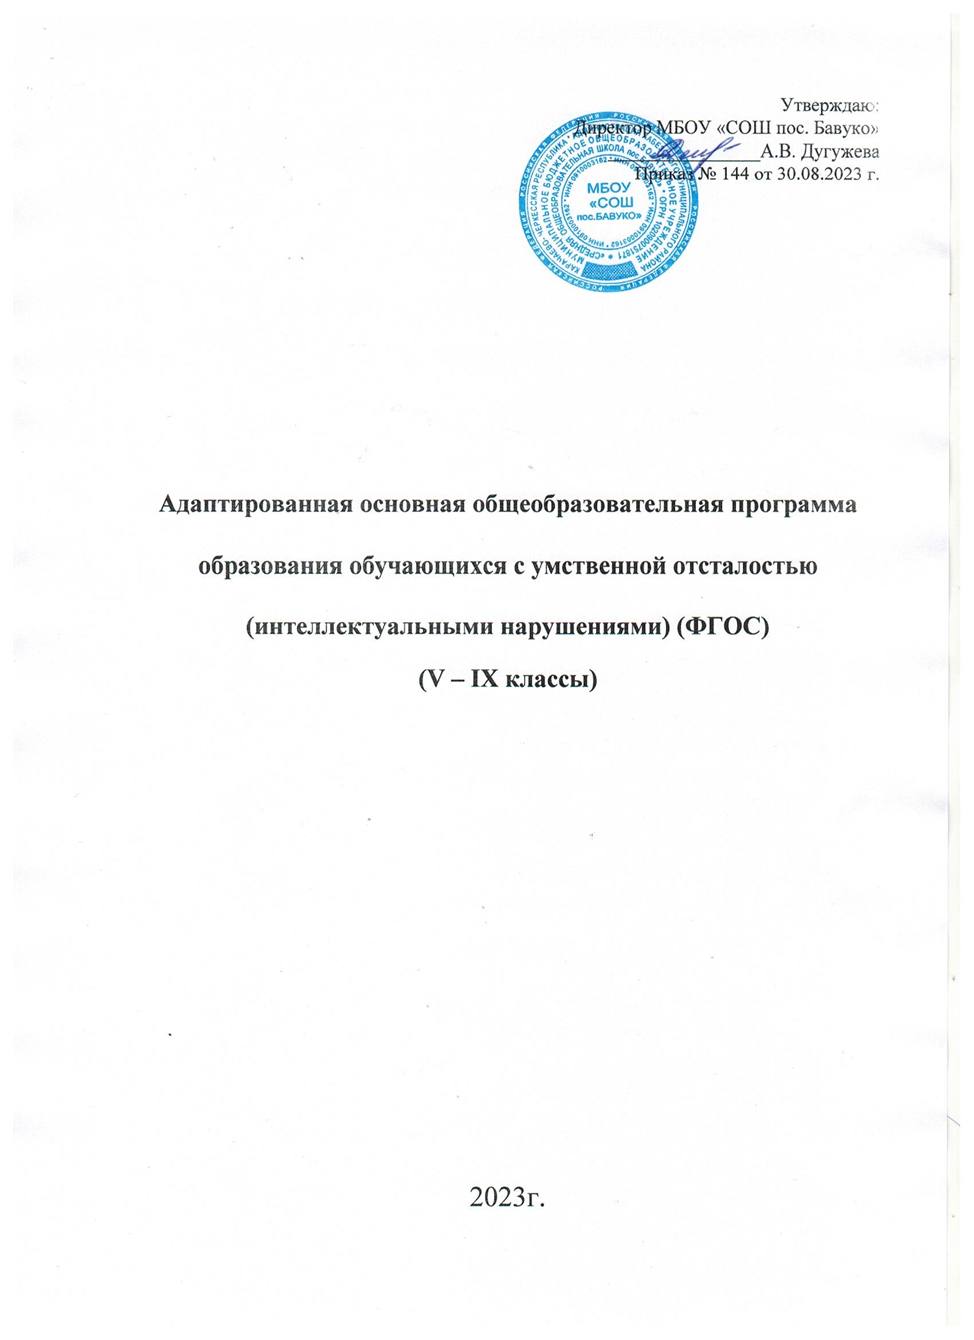 Утверждаю:
Директор МБОУ «СОШ пос. Бавуко»
А.В. Дугужева
Приказ № 144 от 30.08.2023 г.
МБОУ
«СОШ
пос.БАВУКО»
Адаптированная основная общеобразовательная программа
образования обучающихся с умственной отсталостью
(интеллектуальными нарушениями) (ФГОС)
(V – IX классы)
2023г.